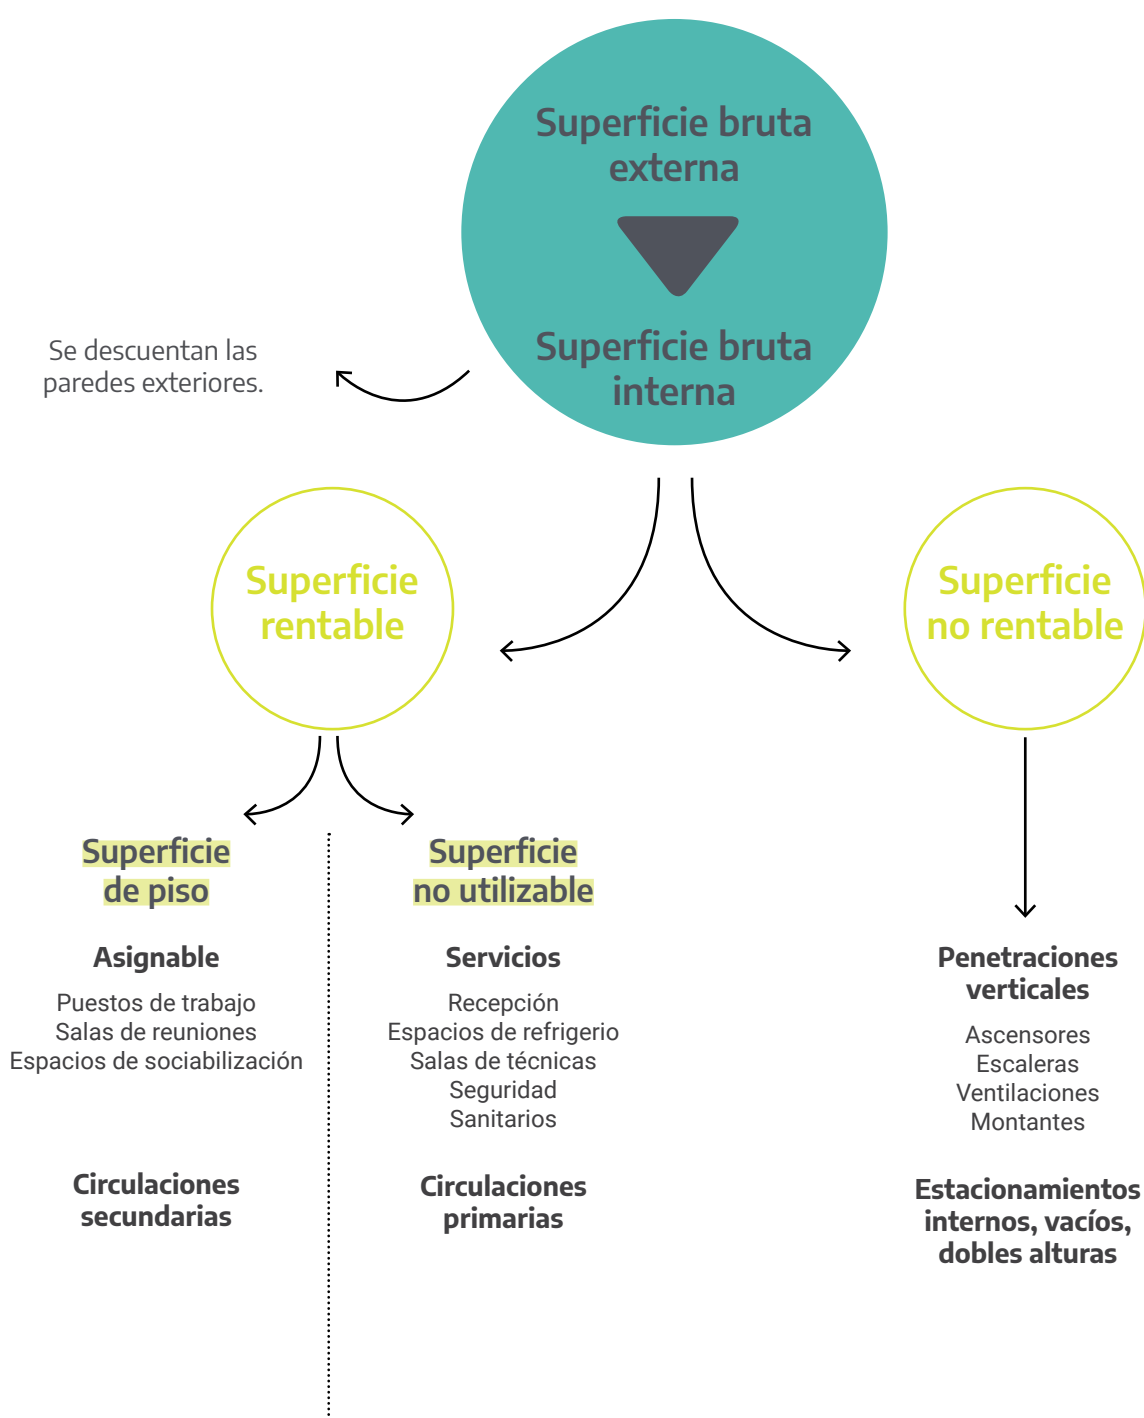 Superficie bruta
externa
Superficie bruta
interna
Se descuentan las
paredes exteriores.
Superficie
rentable
Superficie
no rentable
Superficie
de piso
Asignable
Puestos de trabajo
Salas de reuniones
Espacios de sociabilización
Circulaciones
secundarias
Superficie
no utilizable
Servicios
Recepción
Espacios de refrigerio
Salas de técnicas
Seguridad
Sanitarios
Circulaciones
primarias
Penetraciones
verticales
Ascensores
Escaleras
Ventilaciones
Montantes
Estacionamientos
internos, vacíos,
dobles alturas